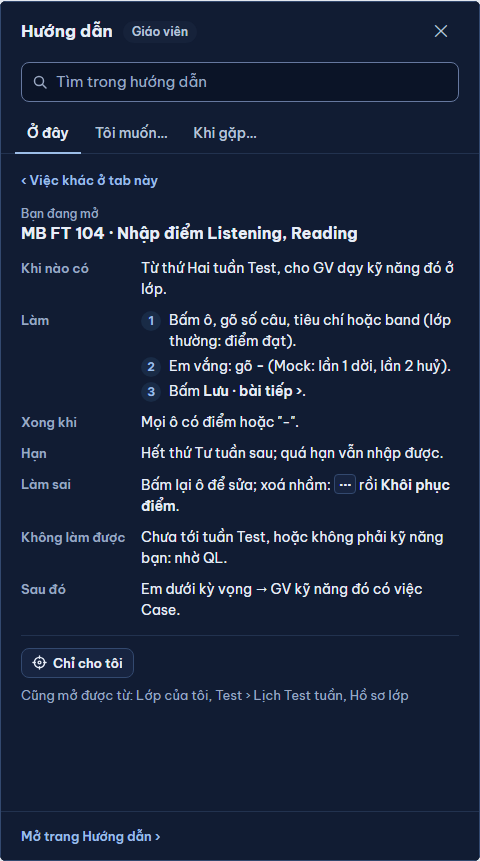 Hướng dẫn Giáo viên
Tìm trong hướng dẫn
Ở đây Tôi muốn... Khi gặp...
‹ Việc khác ở tab này
Bạn đang mở
MB FT 104 · Nhập điểm Listening, Reading
Khi nào có Từ thứ Hai tuần Test, cho GV dạy kỹ năng đó ở
lớp.
Làm 1 Bấm ô, gõ số câu, tiêu chí hoặc band (lớp
thường: điểm đạt).
2 Em vắng: gõ - (Mock: lần 1 dời, lần 2 huỷ).
3 Bấm Lưu · bài tiếp ›.
Xong khi Mọi ô có điểm hoặc "-".
Hạn Hết thứ Tư tuần sau; quá hạn vẫn nhập được.
Làm sai Bấm lại ô để sửa; xoá nhầm: ··· rồi Khôi phục
điểm.
Không làm được Chưa tới tuần Test, hoặc không phải kỹ năng
bạn: nhờ QL.
Sau đó Em dưới kỳ vọng → GV kỹ năng đó có việc
Case.
Chỉ cho tôi
Cũng mở được từ: Lớp của tôi, Test › Lịch Test tuần, Hồ sơ lớp
Mở trang Hướng dẫn ›